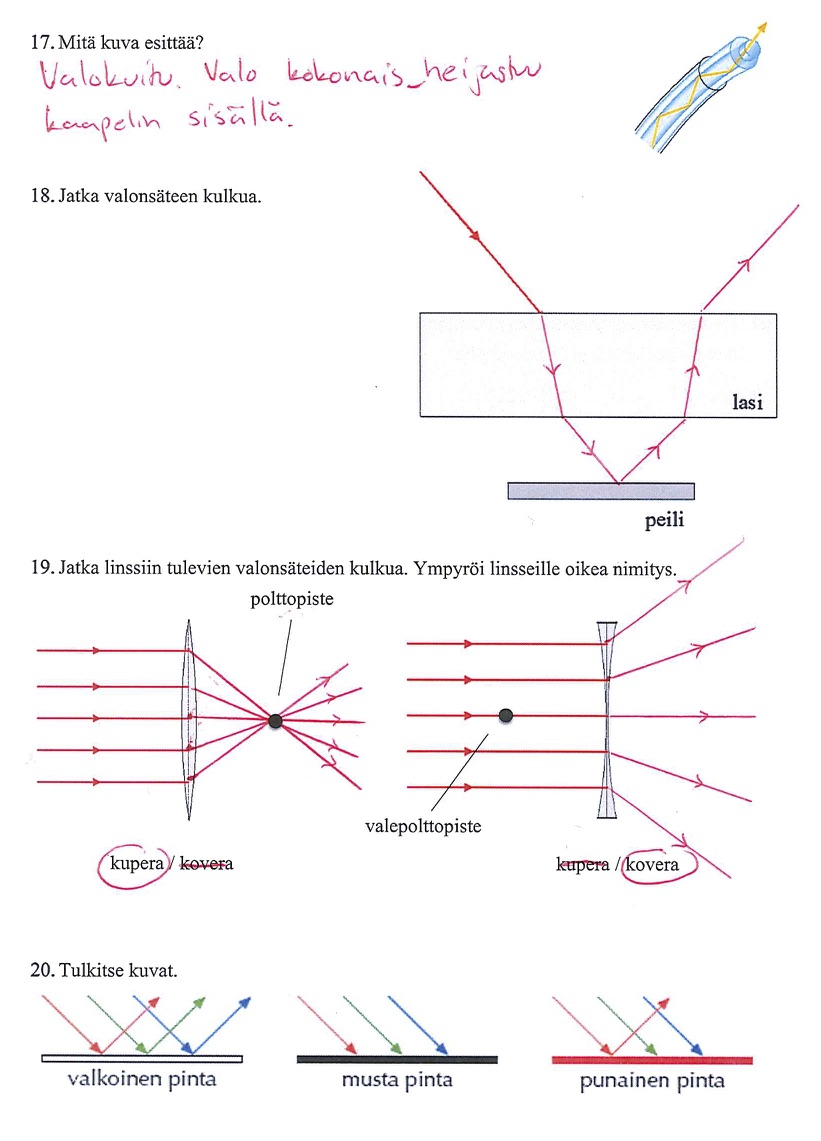 17. Mitä kuva esittää?
Valokuitu. Valo kokonais_heijastuu
kaapelin sisällä.
18. Jatka valonsäteen kulkua.
lasi
peili
19. Jatka linssiin tulevien valonsäteiden kulkua. Ympyröi linsseille oikea nimitys.
polttopiste
valepolttopiste
kupera / kovera
kupera / kovera
20. Tulkitse kuvat.
valkoinen pinta
musta pinta
punainen pinta